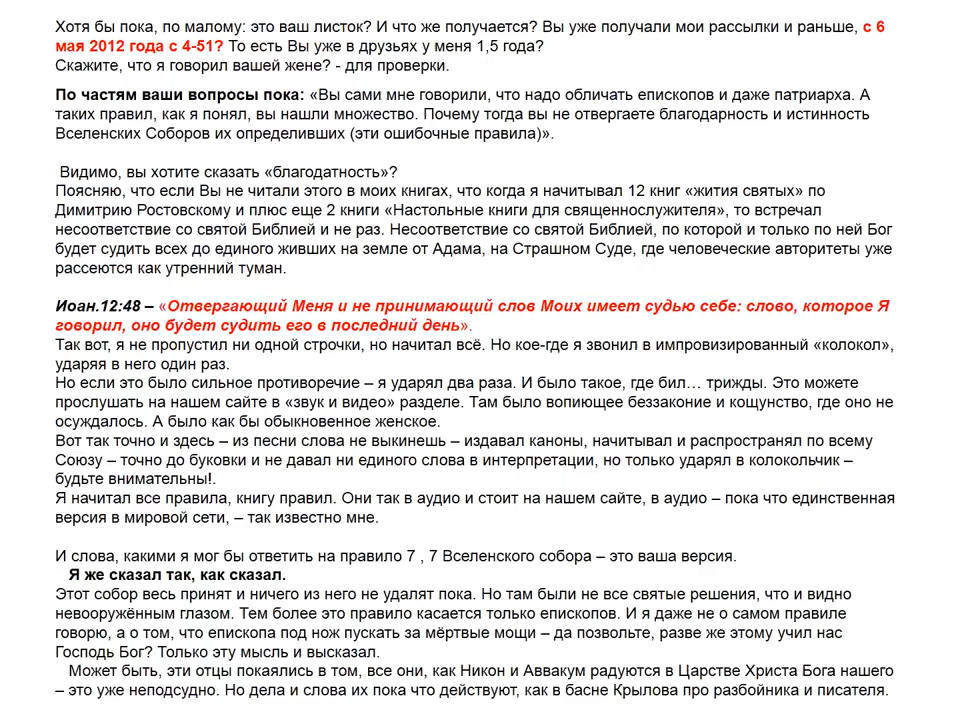 Хотя бы пока, по малому: это ваш листок? И что же получается? Вы уже получали мои рассылки и раньше, с 6
мая 2012 года с 4-51? То есть Вы уже в друзьях у меня 1,5 года?
Скажите, что я говорил вашей жене? - для проверки.
По частям ваши вопросы пока: «Вы сами мне говорили, что надо обличать епископов и даже патриарха. А
таких правил, как я понял, вы нашли множество. Почему тогда вы не отвергаете благодарность и истинность
Вселенских Соборов их определивших (эти ошибочные правила)».
Видимо, вы хотите сказать «благодатность»?
Поясняю, что если Вы не читали этого в моих книгах, что когда я начитывал 12 книг «жития святых» по
Димитрию Ростовскому и плюс еще 2 книги «Настольные книги для священнослужителя», то встречал
несоответствие со святой Библией и не раз. Несоответствие со святой Библией, по которой и только по ней Бог
будет судить всех до единого живших на земле от Адама, на Страшном Суде, где человеческие авторитеты уже
рассеются как утренний туман.
Иоан.12:48 – «Отвергающий Меня и не принимающий слов Моих имеет судью себе: слово, которое Я
говорил, оно будет судить его в последний день».
Так вот, я не пропустил ни одной строчки, но начитал всё. Но кое-где я звонил в импровизированный «колокол»,
ударяя в него один раз.
Но если это было сильное противоречие – я ударял два раза. И было такое, где бил… трижды. Это можете
прослушать на нашем сайте в «звук и видео» разделе. Там было вопиющее беззаконие и кощунство, где оно не
осуждалось. А было как бы обыкновенное женское.
Вот так точно и здесь – из песни слова не выкинешь – издавал каноны, начитывал и распространял по всему
Союзу – точно до буковки и не давал ни единого слова в интерпретации, но только ударял в колокольчик –
будьте внимательны!.
Я начитал все правила, книгу правил. Они так в аудио и стоит на нашем сайте, в аудио – пока что единственная
версия в мировой сети, – так известно мне.
И слова, какими я мог бы ответить на правило 7 , 7 Вселенского собора – это ваша версия.
Я же сказал так, как сказал.
Этот собор весь принят и ничего из него не удалят пока. Но там были не все святые решения, что и видно
невооружённым глазом. Тем более это правило касается только епископов. И я даже не о самом правиле
говорю, а о том, что епископа под нож пускать за мёртвые мощи – да позвольте, разве же этому учил нас
Господь Бог? Только эту мысль и высказал.
Может быть, эти отцы покаялись в том, все они, как Никон и Аввакум радуются в Царстве Христа Бога нашего
– это уже неподсудно. Но дела и слова их пока что действуют, как в басне Крылова про разбойника и писателя.